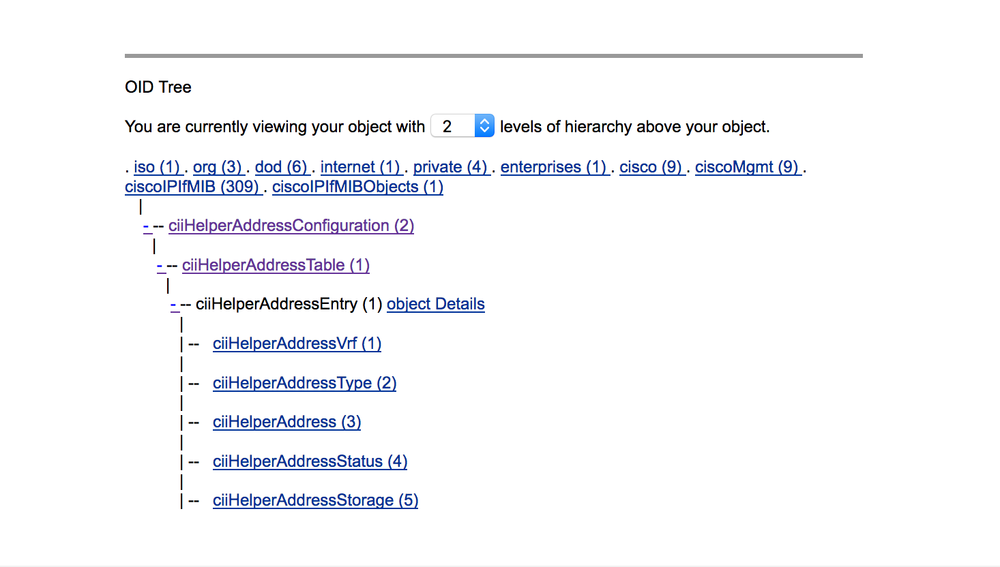 OID Tree
You are currently viewing your object with 2 levels of hierarchy above your object.
. iso (1) . org (3) . dod (6) . internet (1) . private (4) . enterprises (1) . cisco (9) . ciscoMgmt (9) .
ciscoIPIfMIB (309) . ciscoIPIfMIBObjects (1)
|
- -- ciiHelperAddressConfiguration (2)
|
- -- ciiHelperAddressTable (1)
|
- -- ciiHelperAddressEntry (1) object Details
|
| -- ciiHelperAddressVrf (1)
|
| -- ciiHelperAddressType (2)
|
| -- ciiHelperAddress (3)
|
| -- ciiHelperAddressStatus (4)
|
| -- ciiHelperAddressStorage (5)